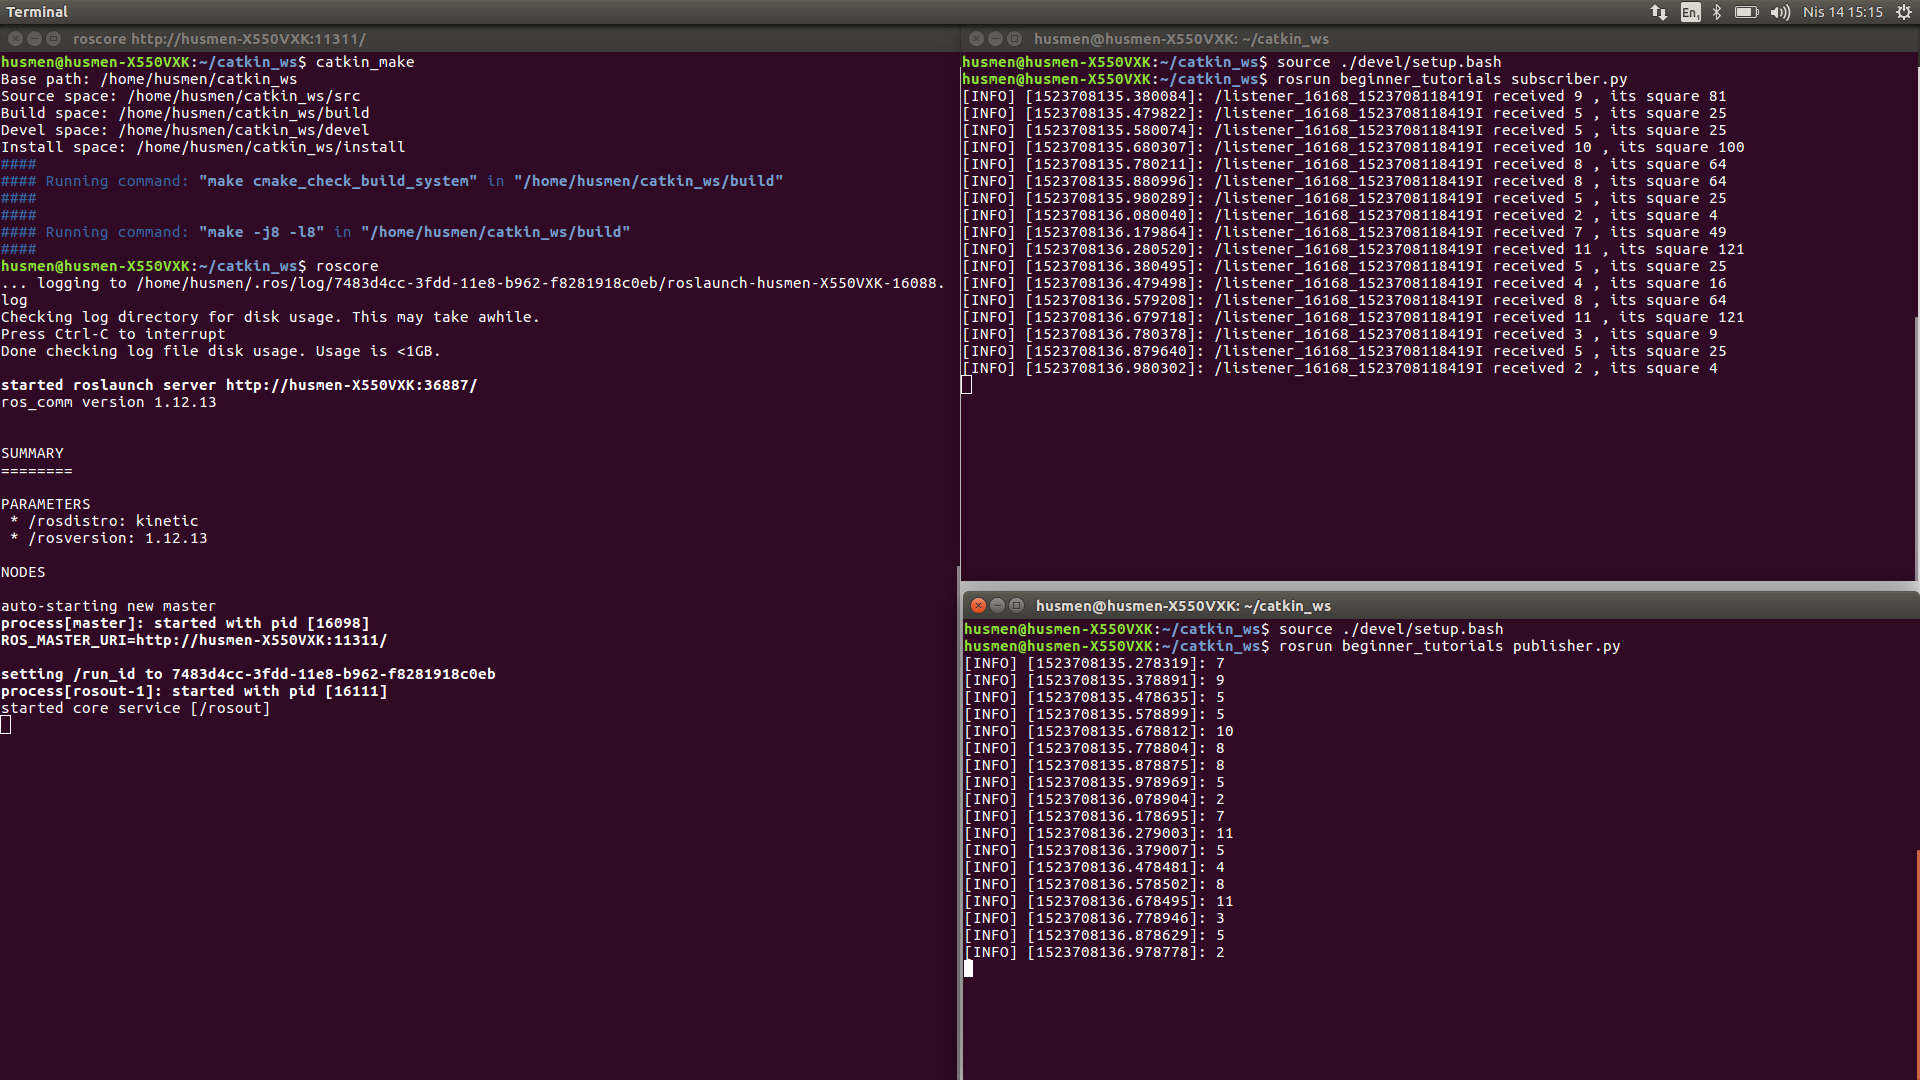 Terminal
En1
Nis 14 15:15
roscore http://husmen-X550VXK:11311/
husmen@husmen-X550VXK:~/catkin_ws$ catkin_make
Base path: /home/husmen/catkin_ws
Source space: /home/husmen/catkin_ws/src
Build space: /home/husmen/catkin_ws/build
Devel space: /home/husmen/catkin_ws/devel
Install space: /home/husmen/catkin_ws/install
####
#### Running command: "make cmake_check_build_system" in "/home/husmen/catkin_ws/build"
####
####
#### Running command: "make -j8 -l8" in "/home/husmen/catkin_ws/build"
####
husmen@husmen-X550VXK:~/catkin_ws$ roscore
... logging to /home/husmen/.ros/log/7483d4cc-3fdd-11e8-b962-f8281918c0eb/roslaunch-husmen-X550VXK-16088.
log
Checking log directory for disk usage. This may take awhile.
Press Ctrl-C to interrupt
Done checking log file disk usage. Usage is <1GB.
started roslaunch server http://husmen-X550VXK:36887/
ros_comm version 1.12.13
SUMMARY
========
PARAMETERS
* /rosdistro: kinetic
* /rosversion: 1.12.13
NODES
auto-starting new master
process[master]: started with pid [16098]
ROS_MASTER_URI=http://husmen-X550VXK:11311/
setting /run_id to 7483d4cc-3fdd-11e8-b962-f8281918c0eb
process[rosout-1]: started with pid [16111]
started core service [/rosout]
husmen@husmen-X550VXK: ~/catkin_ws
husmen@husmen-X550VXK:~/catkin_ws$ source ./devel/setup.bash
husmen@husmen-X550VXK:~/catkin_ws$ rosrun beginner_tutorials subscriber.py
[INFO] [1523708135.380084]: /listener_16168_1523708118419I received 9 , its square 81
[INFO] [1523708135.479822]: /listener_16168_1523708118419I received 5 , its square 25
[INFO] [1523708135.580074]: /listener_16168_1523708118419I received 5 , its square 25
[INFO] [1523708135.680307]: /listener_16168_1523708118419I received 10 , its square 100
[INFO] [1523708135.780211]: /listener_16168_1523708118419I received 8 , its square 64
[INFO] [1523708135.880996]: /listener_16168_1523708118419I received 8 , its square 64
[INFO] [1523708135.980289]: /listener_16168_1523708118419I received 5 , its square 25
[INFO] [1523708136.080040]: /listener_16168_1523708118419I received 2 , its square 4
[INFO] [1523708136.179864]: /listener_16168_1523708118419I received 7 , its square 49
[INFO] [1523708136.280520]: /listener_16168_1523708118419I received 11 , its square 121
[INFO] [1523708136.380495]: /listener_16168_1523708118419I received 5 , its square 25
[INFO] [1523708136.479498]: /listener_16168_1523708118419I received 4 , its square 16
[INFO] [1523708136.579208]: /listener_16168_1523708118419I received 8 , its square 64
[INFO] [1523708136.679718]: /listener_16168_1523708118419I received 11 , its square 121
[INFO] [1523708136.780378]: /listener_16168_1523708118419I received 3 , its square 9
[INFO] [1523708136.879640]: /listener_16168_1523708118419I received 5 , its square 25
[INFO] [1523708136.980302]: /listener_16168_1523708118419I received 2 , its square 4
husmen@husmen-X550VXK: ~/catkin_ws
husmen@husmen-X550VXK:~/catkin_ws$ source ./devel/setup.bash
husmen@husmen-X550VXK:~/catkin_ws$ rosrun beginner_tutorials publisher.py
[INFO] [1523708135.278319]: 7
[INFO] [1523708135.378891]: 9
[INFO] [1523708135.478635]: 5
[INFO] [1523708135.578899]: 5
[INFO] [1523708135.678812]: 10
[INFO] [1523708135.778804]: 8
[INFO] [1523708135.878875]: 8
[INFO] [1523708135.978969]: 5
[INFO] [1523708136.078904]: 2
[INFO] [1523708136.178695]: 7
[INFO] [1523708136.279003]: 11
[INFO] [1523708136.379007]: 5
[INFO] [1523708136.478481]: 4
[INFO] [1523708136.578502]: 8
[INFO] [1523708136.678495]: 11
[INFO] [1523708136.778946]: 3
[INFO] [1523708136.878629]: 5
[INFO] [1523708136.978778]: 2